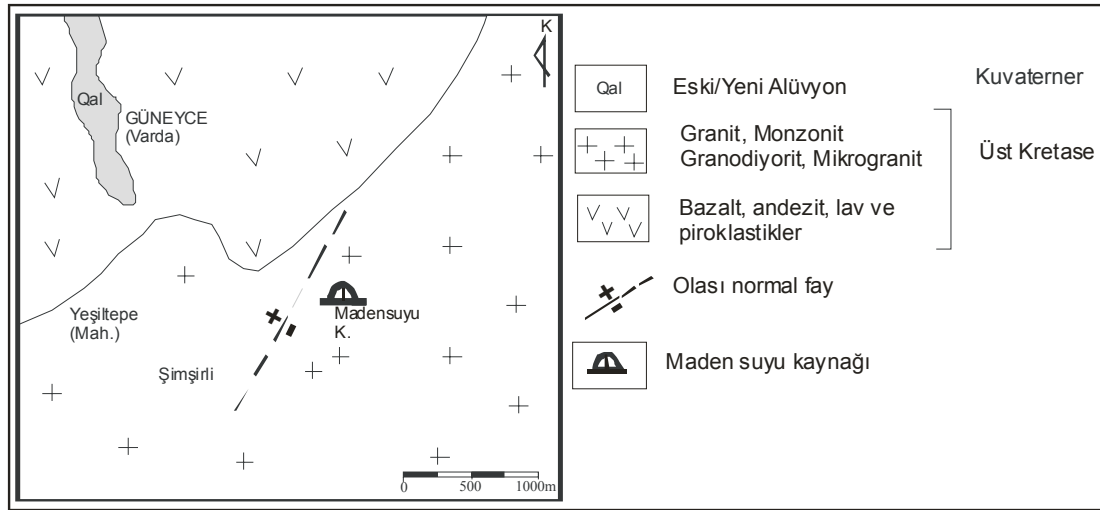 K
Qal
GÜNEYCE
(Varda)
Yeşiltepe
(Mah.)
Madensuyu
K.
Şimşirli
0 500 1000m
Qal
Eski/Yeni Alüvyon
Kuvaterner
Granit, Monzonit
Granodiyorit, Mikrogranit
Üst Kretase
Bazalt, andezit, lav ve
piroklastikler
Olası normal fay
Maden suyu kaynağı